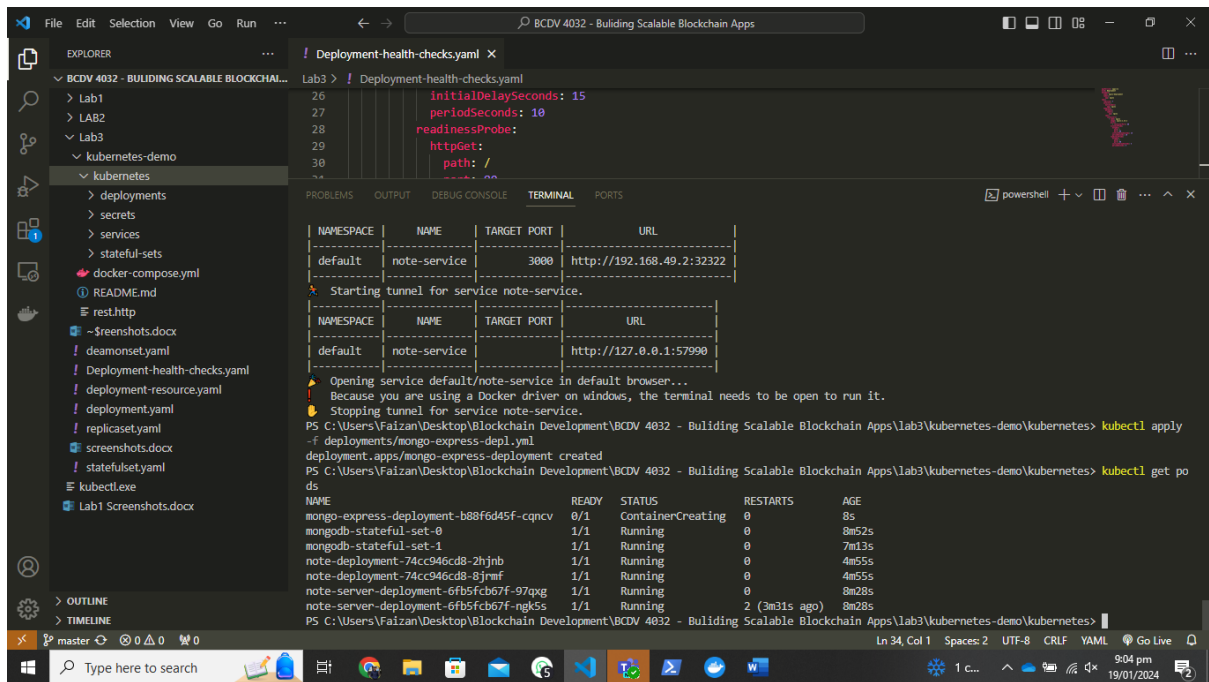 File Edit Selection View Go Run ···
BCDV 4032 - Buliding Scalable Blockchain Apps
EXPLORER
Deployment-health-checks.yaml
BCDV 4032 - BULIDING SCALABLE BLOCKCHAI...
Lab3 > ! Deployment-health-checks.yaml
Lab1
LAB2
Lab3
kubernetes-demo
kubernetes
deployments
secrets
services
stateful-sets
docker-compose.yml
README.md
rest.http
~$reenshots.docx
deamonset.yaml
Deployment-health-checks.yaml
deployment-resource.yaml
deployment.yaml
replicaset.yaml
screenshots.docx
statefulset.yaml
kubectl.exe
Lab1 Screenshots.docx
OUTLINE
TIMELINE
26 initialDelaySeconds: 15
27 periodSeconds: 10
28 readinessProbe:
29 httpGet:
30 path: /
PROBLEMS OUTPUT DEBUG CONSOLE TERMINAL PORTS
powershell
| NAMESPACE | NAME | TARGET PORT | URL |
| default | note-service | 3000 | http://192.168.49.2:32322 |
Starting tunnel for service note-service.
| NAMESPACE | NAME | TARGET PORT | URL |
| default | note-service | | http://127.0.0.1:57990 |
Opening service default/note-service in default browser...
Because you are using a Docker driver on windows, the terminal needs to be open to run it.
Stopping tunnel for service note-service.
PS C:\Users\Faizan\Desktop\Blockchain Development\BCDV 4032 - Buliding Scalable Blockchain Apps\lab3\kubernetes-demo\kubernetes> kubectl apply
-f deployments/mongo-express-depl.yml
deployment.apps/mongo-express-deployment created
PS C:\Users\Faizan\Desktop\Blockchain Development\BCDV 4032 - Buliding Scalable Blockchain Apps\lab3\kubernetes-demo\kubernetes> kubectl get po
ds
NAME READY STATUS RESTARTS AGE
mongo-express-deployment-b88f6d45f-cqncv 0/1 ContainerCreating 0 8s
mongodb-stateful-set-0 1/1 Running 0 8m52s
mongodb-stateful-set-1 1/1 Running 0 7m13s
note-deployment-74cc946cd8-2hjnb 1/1 Running 0 4m55s
note-deployment-74cc946cd8-8jrmf 1/1 Running 0 4m55s
note-server-deployment-6fb5fcb67f-97qxg 1/1 Running 0 8m28s
note-server-deployment-6fb5fcb67f-ngk5s 1/1 Running 2 (3m31s ago) 8m28s
PS C:\Users\Faizan\Desktop\Blockchain Development\BCDV 4032 - Buliding Scalable Blockchain Apps\lab3\kubernetes-demo\kubernetes>
master 0 0 0 Ln 34, Col 1 Spaces: 2 UTF-8 CRLF YAML Go Live
Type here to search
1 c...
9:04 pm
19/01/2024
2